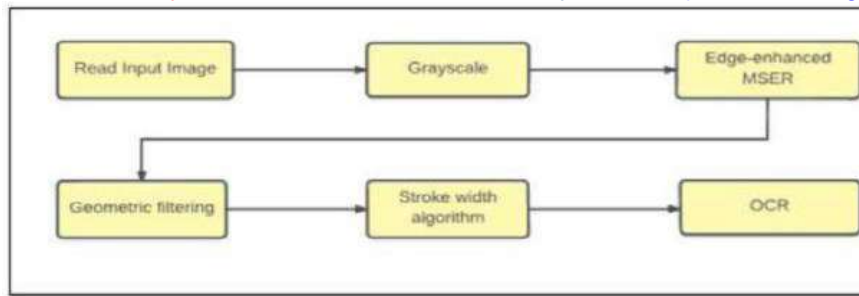 Read Input Image
Grayscale
Edge-enhanced
MSER
Geometric filtering
Stroke width
algorithm
OCR